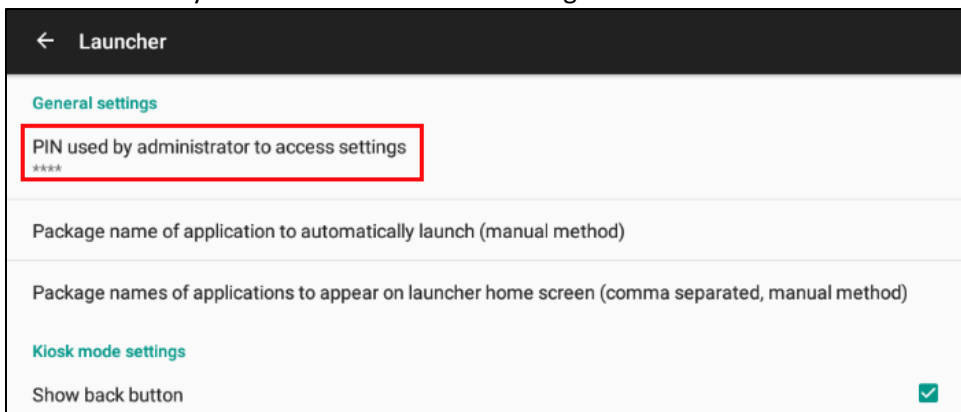 Launcher
General settings
PIN used by administrator to access settings
****
Package name of application to automatically launch (manual method)
Package names of applications to appear on launcher home screen (comma separated, manual method)
Kiosk mode settings
Show back button